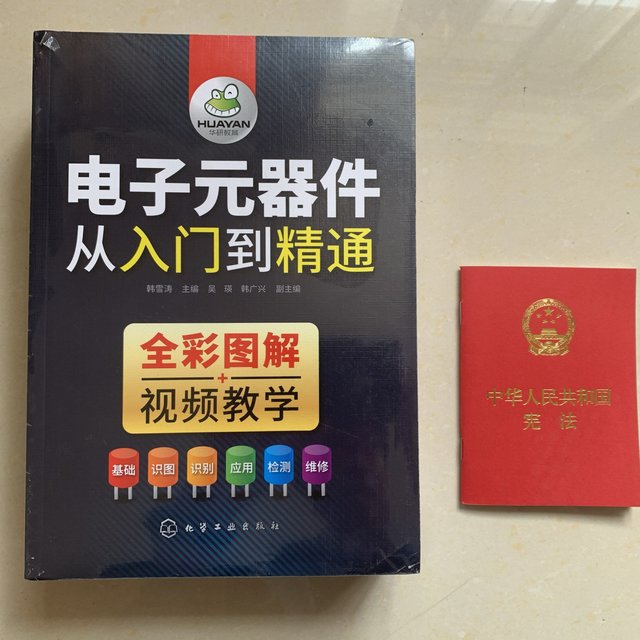 HUAYAN
华研教育
电子元器件
从入门到精通
韩雪涛 主编 吴 瑛 韩广兴 副主编
全彩图解
+
视频教学
基础 识图 识别 应用 检测 维修
化学工业出版社
中华人民共和国
宪 法